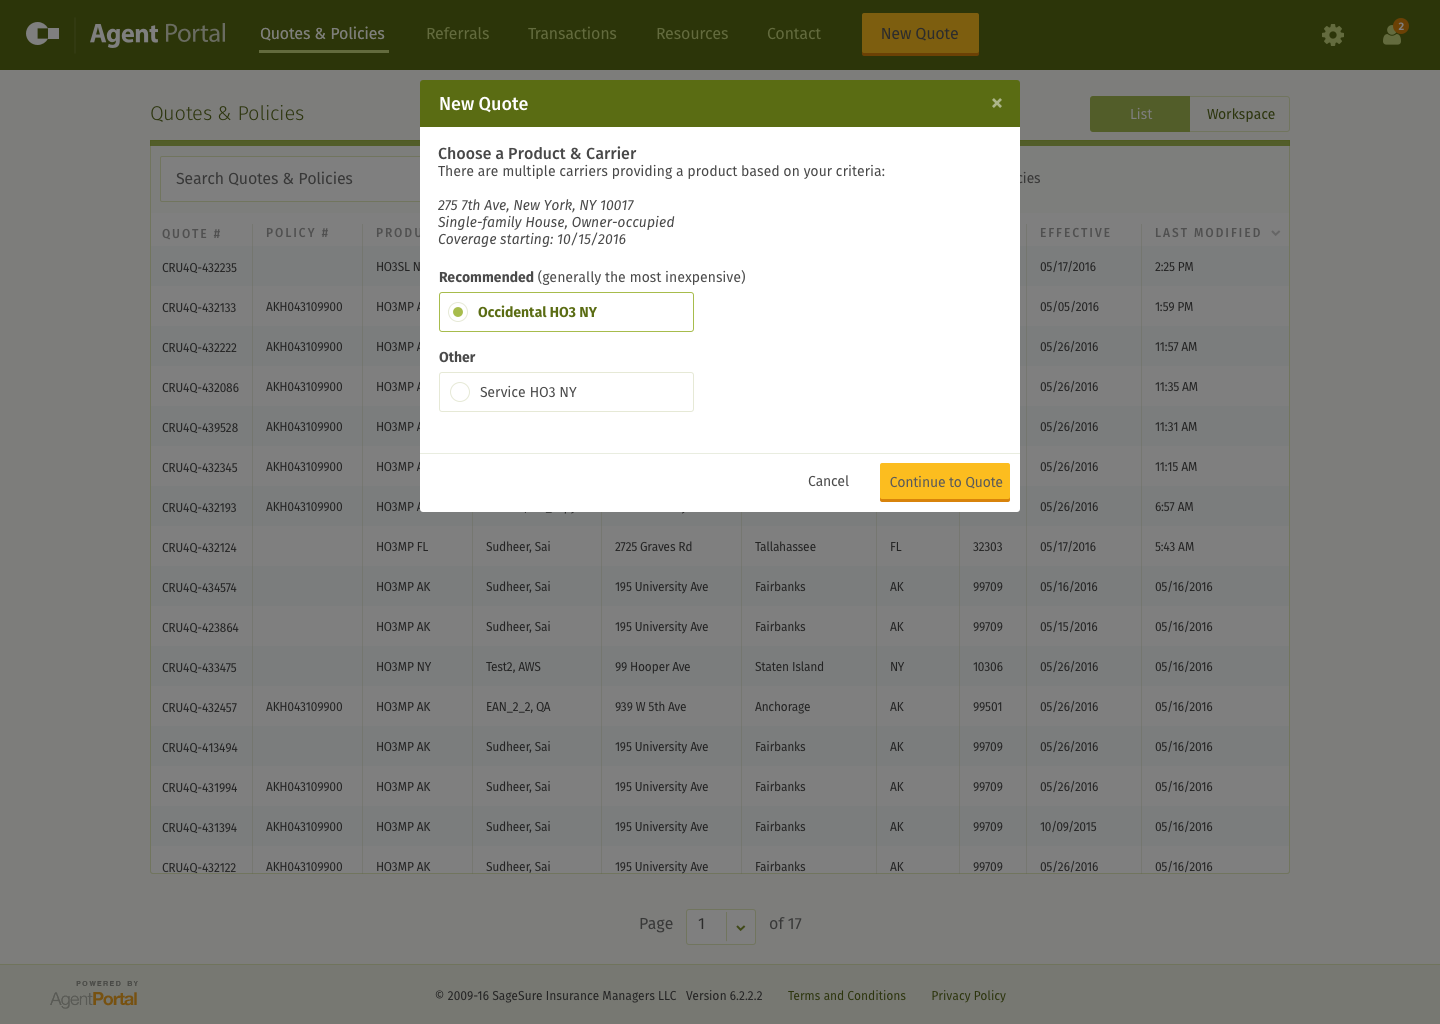 Agent Portal
Quotes & Policies
Referrals
Transactions
Resources
Contact
New Quote
2
Quotes & Policies
List
Workspace
Search Quotes & Policies
New Quote
×
Choose a Product & Carrier
There are multiple carriers providing a product based on your criteria:
275 7th Ave, New York, NY 10017
Single-family House, Owner-occupied
Coverage starting: 10/15/2016
Recommended (generally the most inexpensive)
Occidental HO3 NY
Other
Service HO3 NY
Cancel
Continue to Quote
QUOTE # POLICY # EFFECTIVE LAST MODIFIED
CRU4Q-432235 HO3SL 05/17/2016 2:25 PM
CRU4Q-432133 AKH043109900 HO3MP 05/05/2016 1:59 PM
CRU4Q-432222 AKH043109900 HO3MP 05/26/2016 11:57 AM
CRU4Q-432086 AKH043109900 HO3MP 05/26/2016 11:35 AM
CRU4Q-439528 AKH043109900 HO3MP 05/26/2016 11:31 AM
CRU4Q-432345 AKH043109900 HO3MP 05/26/2016 11:15 AM
CRU4Q-432193 AKH043109900 HO3MP 05/26/2016 6:57 AM
CRU4Q-432124 HO3MP FL Sudheer, Sai 2725 Graves Rd Tallahassee FL 32303 05/17/2016 5:43 AM
CRU4Q-434574 HO3MP AK Sudheer, Sai 195 University Ave Fairbanks AK 99709 05/16/2016 05/16/2016
CRU4Q-423864 HO3MP AK Sudheer, Sai 195 University Ave Fairbanks AK 99709 05/15/2016 05/16/2016
CRU4Q-433475 HO3MP NY Test2, AWS 99 Hooper Ave Staten Island NY 10306 05/26/2016 05/16/2016
CRU4Q-432457 AKH043109900 HO3MP AK EAN_2_2, QA 939 W 5th Ave Anchorage AK 99501 05/26/2016 05/16/2016
CRU4Q-413494 HO3MP AK Sudheer, Sai 195 University Ave Fairbanks AK 99709 05/26/2016 05/16/2016
CRU4Q-431994 AKH043109900 HO3MP AK Sudheer, Sai 195 University Ave Fairbanks AK 99709 05/26/2016 05/16/2016
CRU4Q-431394 AKH043109900 HO3MP AK Sudheer, Sai 195 University Ave Fairbanks AK 99709 10/09/2015 05/16/2016
CRU4Q-432122 AKH043109900 HO3MP AK Sudheer, Sai 195 University Ave Fairbanks AK 99709 05/26/2016 05/16/2016
Page 1 of 17
POWERED BY
AgentPortal
© 2009-16 SageSure Insurance Managers LLC Version 6.2.2.2 Terms and Conditions Privacy Policy